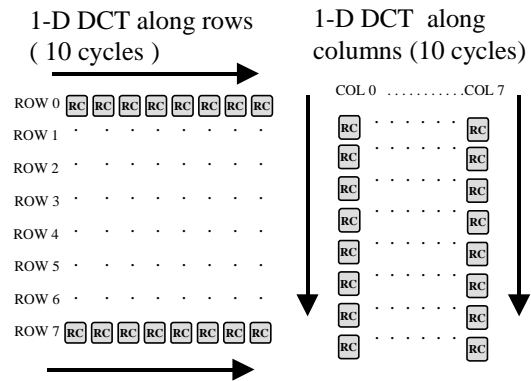 1-D DCT along rows
( 10 cycles )
ROW 0 RC RC RC RC RC RC RC RC
ROW 1 . . . . . . . .
ROW 2 . . . . . . . .
ROW 3 . . . . . . . .
ROW 4 . . . . . . . .
ROW 5 . . . . . . . .
ROW 6 . . . . . . . .
ROW 7 RC RC RC RC RC RC RC RC
1-D DCT along
columns (10 cycles)
COL 0 . . . . . . . . . . . COL 7
RC . . . . . . RC
RC . . . . . . RC
RC . . . . . . RC
RC . . . . . . RC
RC . . . . . . RC
RC . . . . . . RC
RC . . . . . . RC
RC . . . . . . RC